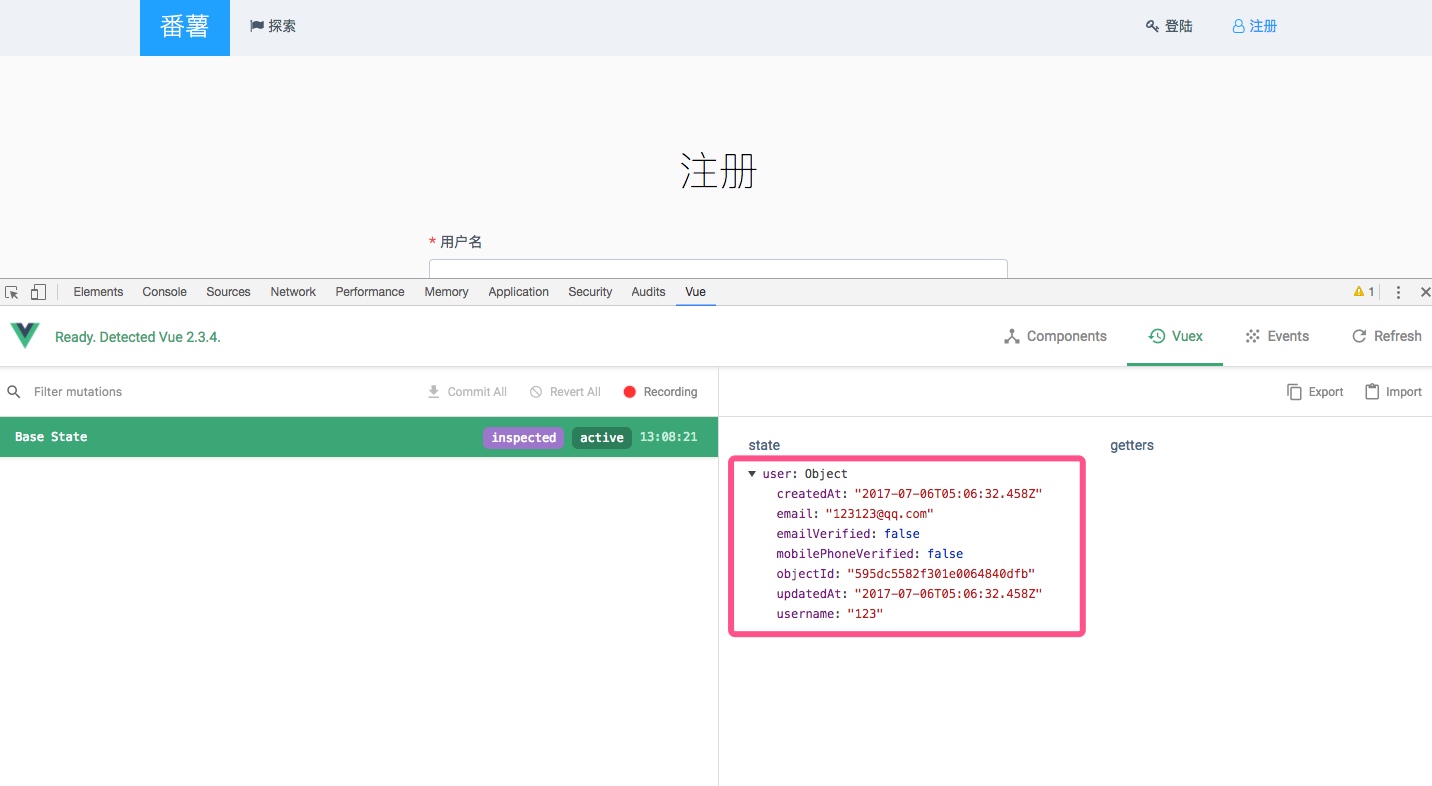 番薯 探索 登陆 注册
注册
* 用户名
Elements Console Sources Network Performance Memory Application Security Audits Vue 1
Ready. Detected Vue 2.3.4. Components Vuex Events Refresh
Filter mutations Commit All Revert All Recording Export Import
Base State inspected active 13:08:21
state getters
user: Object
createdAt: "2017-07-06T05:06:32.458Z"
email: "123123@qq.com"
emailVerified: false
mobilePhoneVerified: false
objectId: "595dc5582f301e0064840dfb"
updatedAt: "2017-07-06T05:06:32.458Z"
username: "123"